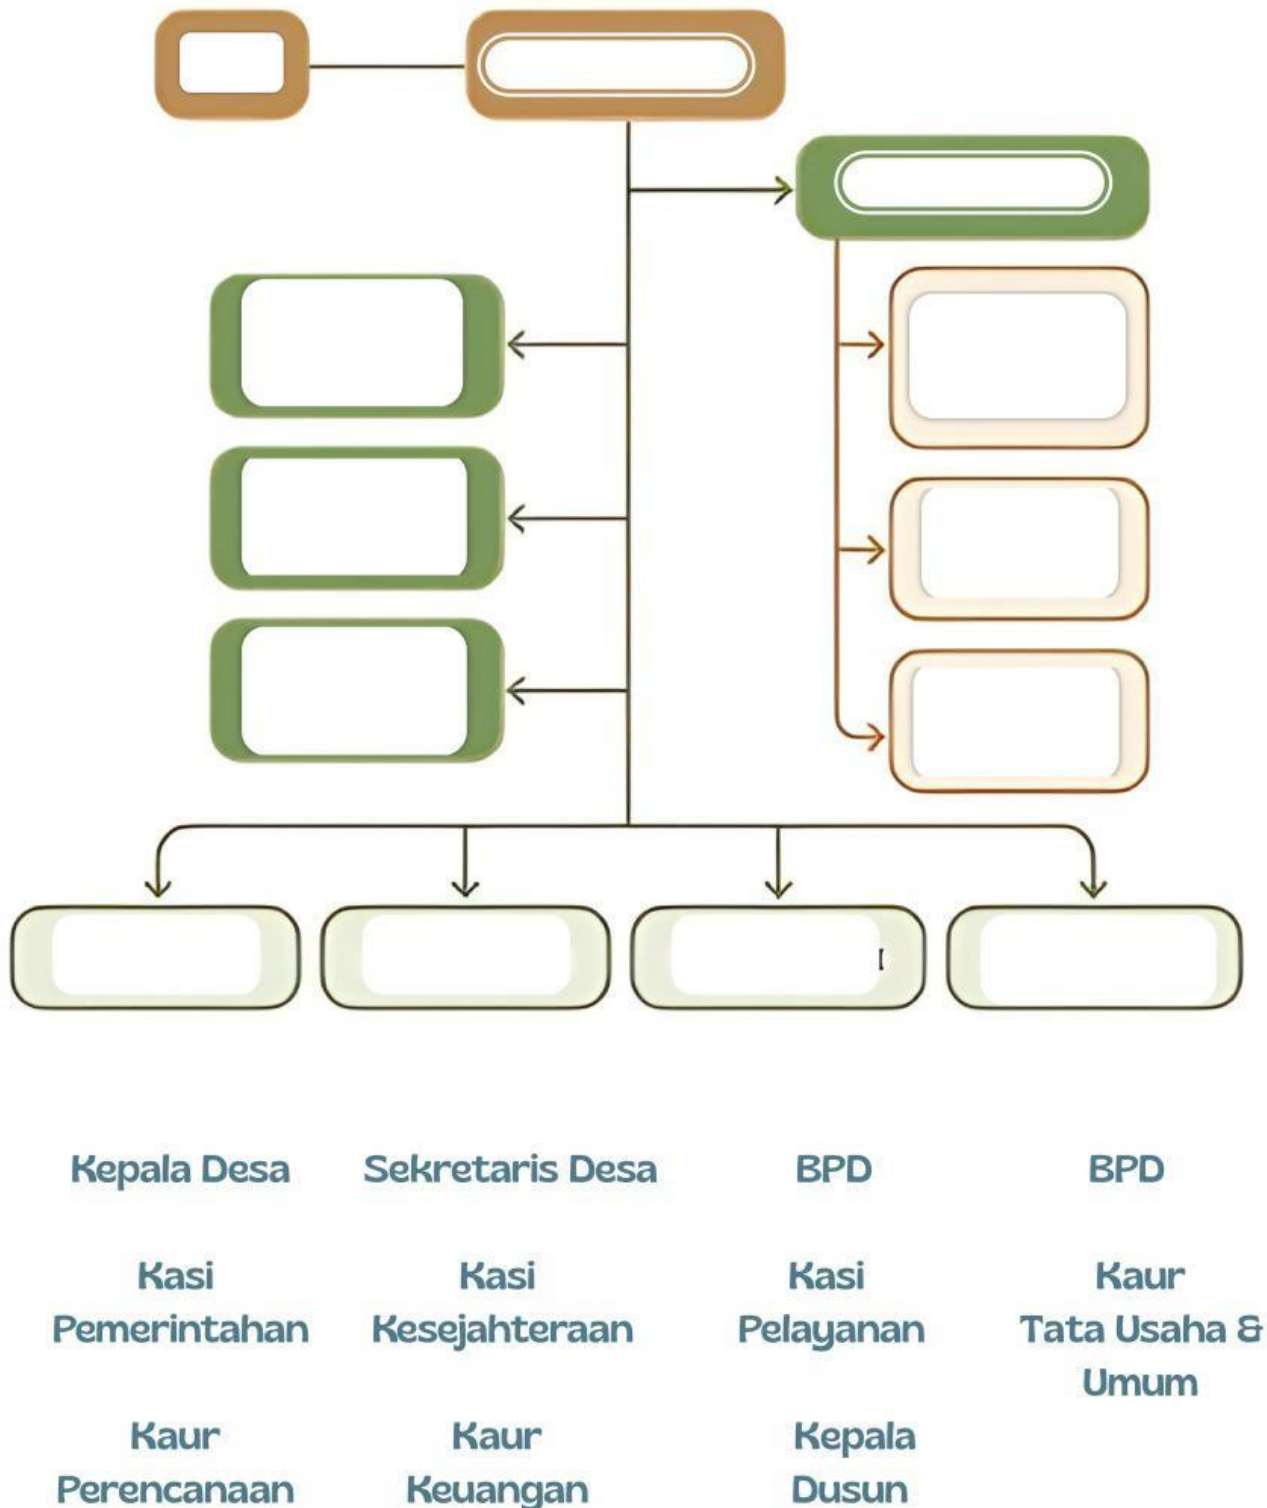 Kepala Desa
Sekretaris Desa
BPD
BPD
Kasi
Pemerintahan
Kasi
Kesejahteraan
Kasi
Pelayanan
Kaur
Tata Usaha &
Umum
Kaur
Perencanaan
Kaur
Keuangan
Kepala
Dusun